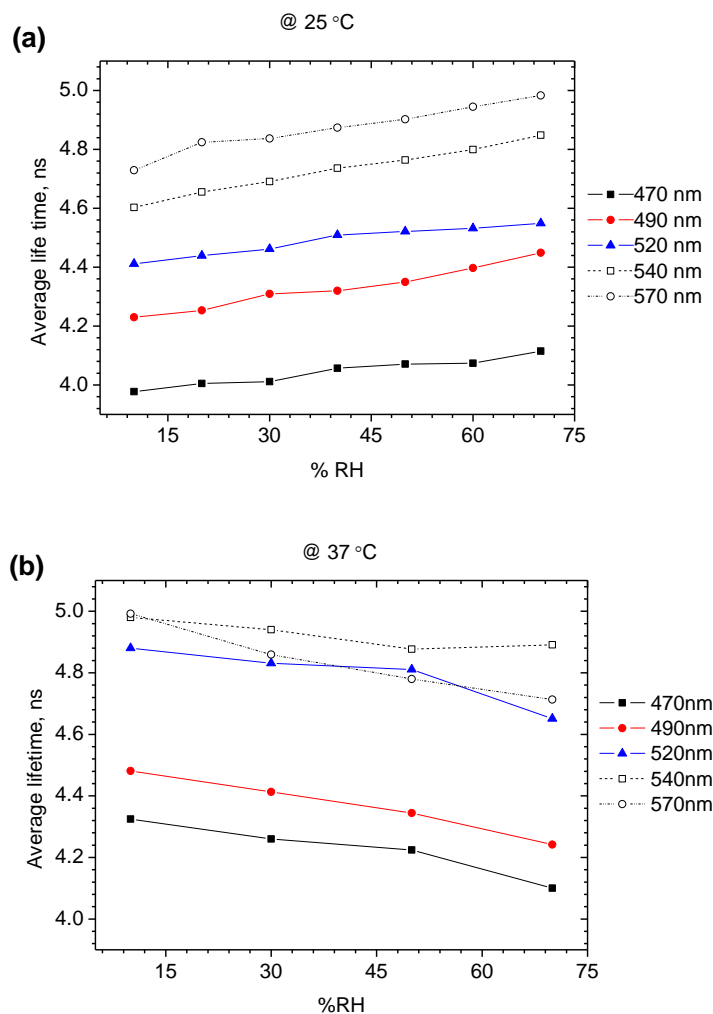 @ 25 °C
(a)
5.0
4.8
4.6
4.4
4.2
4.0
Average life time, ns
15
30
45
60
75
% RH
470 nm
490 nm
520 nm
540 nm
570 nm
@ 37 °C
(b)
5.0
4.8
4.6
4.4
4.2
4.0
Average lifetime, ns
15
30
45
60
75
%RH
470nm
490nm
520nm
540nm
570nm